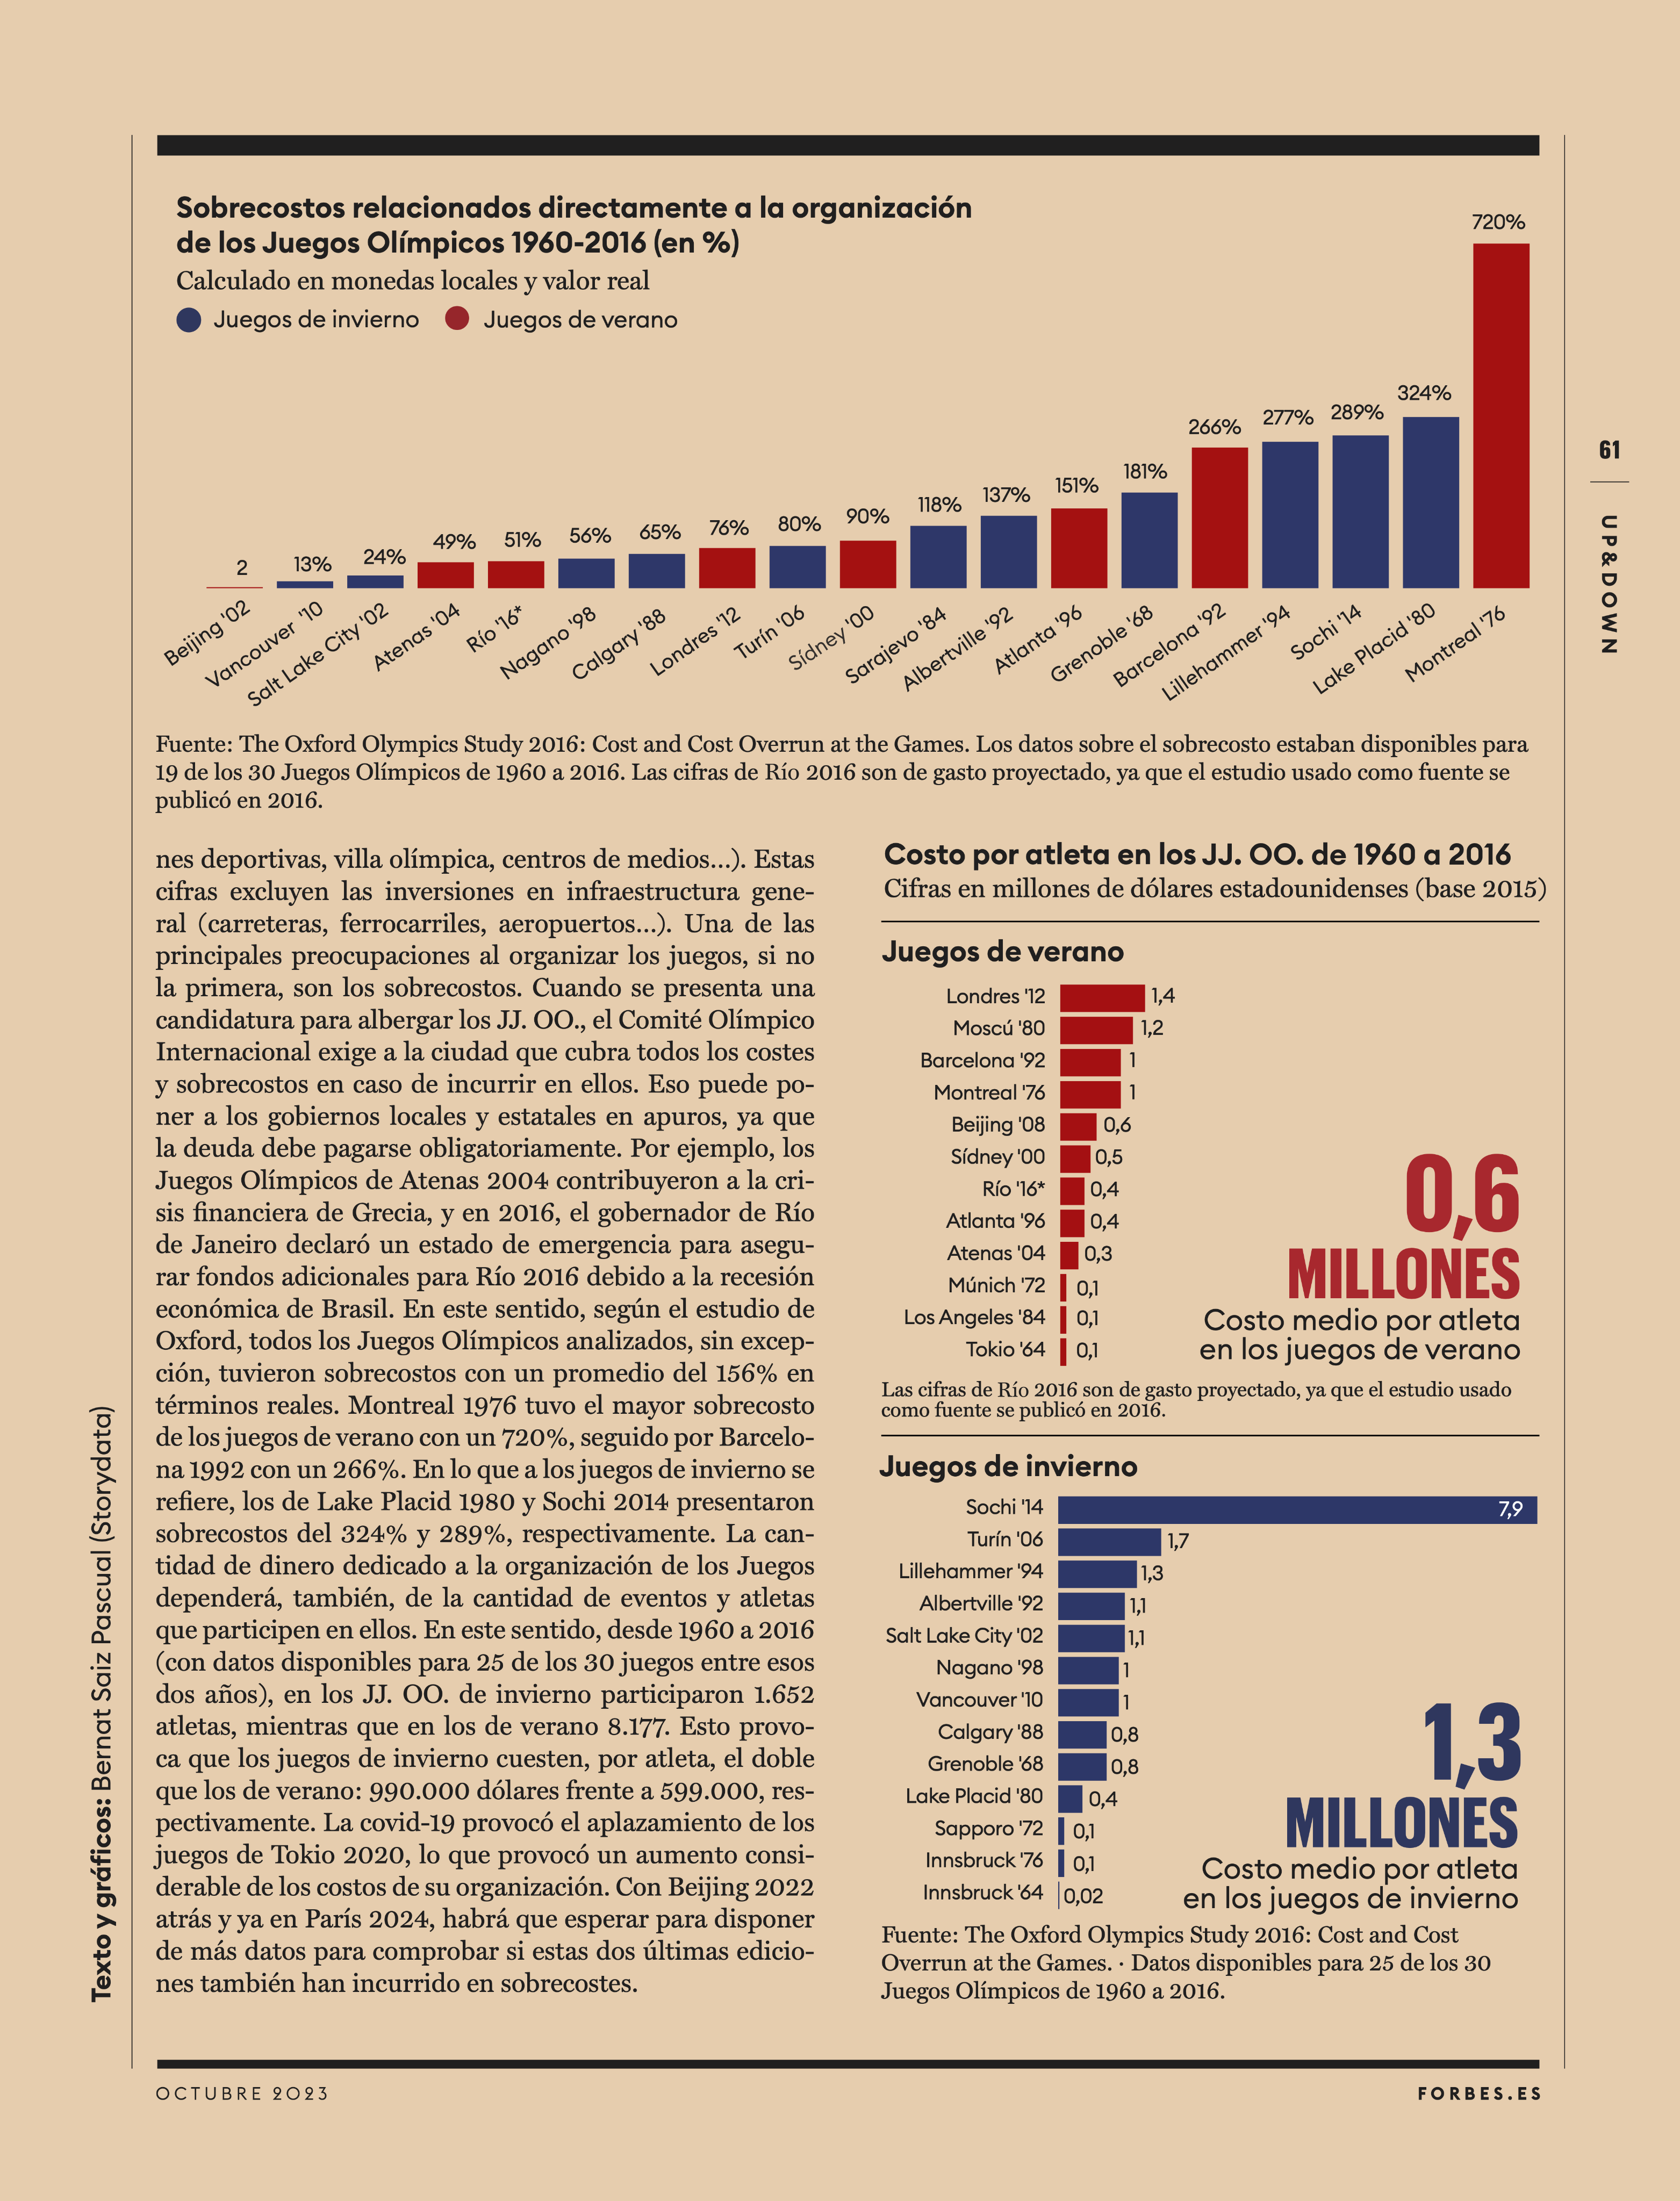 Sobrecostos relacionados directamente a la organización
de los Juegos Olímpicos 1960-2016 (en %)
Calculado en monedas locales y valor real
Juegos de invierno
Juegos de verano
2
13%
24%
49%
51%
56%
65%
76%
80%
90%
118%
137%
151%
181%
266%
277%
289%
324%
720%
Beijing '02
Vancouver '10
Salt Lake City '02
Atenas '04
Río '16*
Nagano '98
Calgary '88
Londres '12
Turín '06
Sídney '00
Sarajevo '84
Albertville '92
Atlanta '96
Grenoble '68
Barcelona '92
Lillehammer '94
Sochi '14
Lake Placid '80
Montreal '76
Fuente: The Oxford Olympics Study 2016: Cost and Cost Overrun at the Games. Los datos sobre el sobrecosto estaban disponibles para
19 de los 30 Juegos Olímpicos de 1960 a 2016. Las cifras de Río 2016 son de gasto proyectado, ya que el estudio usado como fuente se
publicó en 2016.
61
UP&DOWN
nes deportivas, villa olímpica, centros de medios...). Estas
cifras excluyen las inversiones en infraestructura gene-
ral (carreteras, ferrocarriles, aeropuertos...). Una de las
principales preocupaciones al organizar los juegos, si no
la primera, son los sobrecostos. Cuando se presenta una
candidatura para albergar los JJ. OO., el Comité Olímpico
Internacional exige a la ciudad que cubra todos los costes
y sobrecostos en caso de incurrir en ellos. Eso puede po-
ner a los gobiernos locales y estatales en apuros, ya que
la deuda debe pagarse obligatoriamente. Por ejemplo, los
Juegos Olímpicos de Atenas 2004 contribuyeron a la cri-
sis financiera de Grecia, y en 2016, el gobernador de Río
de Janeiro declaró un estado de emergencia para asegu-
rar fondos adicionales para Río 2016 debido a la recesión
económica de Brasil. En este sentido, según el estudio de
Oxford, todos los Juegos Olímpicos analizados, sin excep-
ción, tuvieron sobrecostos con un promedio del 156% en
términos reales. Montreal 1976 tuvo el mayor sobrecosto
de los juegos de verano con un 720%, seguido por Barcelo-
na 1992 con un 266%. En lo que a los juegos de invierno se
refiere, los de Lake Placid 1980 y Sochi 2014 presentaron
sobrecostos del 324% y 289%, respectivamente. La can-
tidad de dinero dedicado a la organización de los Juegos
dependerá, también, de la cantidad de eventos y atletas
que participen en ellos. En este sentido, desde 1960 a 2016
(con datos disponibles para 25 de los 30 juegos entre esos
dos años), en los JJ. OO. de invierno participaron 1.652
atletas, mientras que en los de verano 8.177. Esto provo-
ca que los juegos de invierno cuesten, por atleta, el doble
que los de verano: 990.000 dólares frente a 599.000, res-
pectivamente. La covid-19 provocó el aplazamiento de los
juegos de Tokio 2020, lo que provocó un aumento consi-
derable de los costos de su organización. Con Beijing 2022
atrás y ya en París 2024, habrá que esperar para disponer
de más datos para comprobar si estas dos últimas edicio-
nes también han incurrido en sobrecostes.
Texto y gráficos: Bernat Saiz Pascual (Storydata)
Costo por atleta en los JJ. OO. de 1960 a 2016
Cifras en millones de dólares estadounidenses (base 2015)
Juegos de verano
Londres '12 1,4
Moscú '80 1,2
Barcelona '92 1
Montreal '76 1
Beijing '08 0,6
Sídney '00 0,5
Río '16* 0,4
Atlanta '96 0,4
Atenas '04 0,3
Múnich '72 0,1
Los Angeles '84 0,1
Tokio '64 0,1
0,6
MILLONES
Costo medio por atleta
en los juegos de verano
Las cifras de Río 2016 son de gasto proyectado, ya que el estudio usado
como fuente se publicó en 2016.
Juegos de invierno
Sochi '14 7,9
Turín '06 1,7
Lillehammer '94 1,3
Albertville '92 1,1
Salt Lake City '02 1,1
Nagano '98 1
Vancouver '10 1
Calgary '88 0,8
Grenoble '68 0,8
Lake Placid '80 0,4
Sapporo '72 0,1
Innsbruck '76 0,1
Innsbruck '64 0,02
1,3
MILLONES
Costo medio por atleta
en los juegos de invierno
Fuente: The Oxford Olympics Study 2016: Cost and Cost
Overrun at the Games. · Datos disponibles para 25 de los 30
Juegos Olímpicos de 1960 a 2016.
OCTUBRE 2023
FORBES.ES